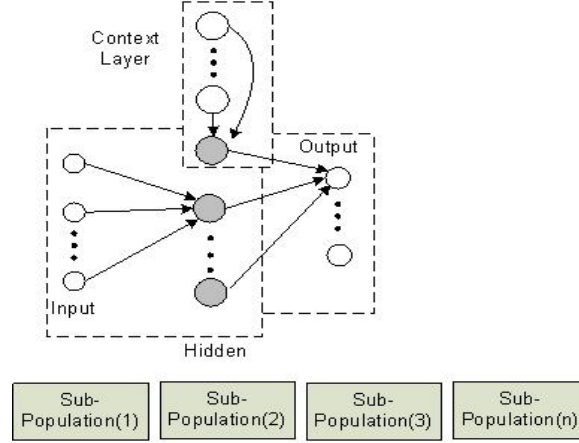 Context
Layer
Output
Input
Hidden
Sub-
Population(1)
Sub-
Population(2)
Sub-
Population(3)
Sub-
Population(n)